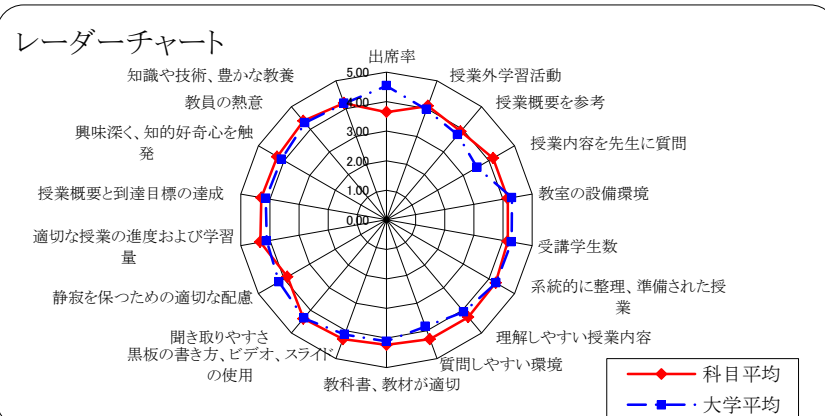 レーダーチャート
出席率
授業外学習活動
授業概要を参考
授業内容を先生に質問
教室の設備環境
受講学生数
系統的に整理、準備された授
業
理解しやすい授業内容
質問しやすい環境
教科書、教材が適切
黒板の書き方、ビデオ、スライド
の使用
聞き取りやすさ
静寂を保つための適切な配慮
適切な授業の進度および学習
量
授業概要と到達目標の達成
興味深く、知的好奇心を触
発
教員の熱意
知識や技術、豊かな教養
5.00
4.00
3.00
2.00
1.00
0.00
科目平均
大学平均